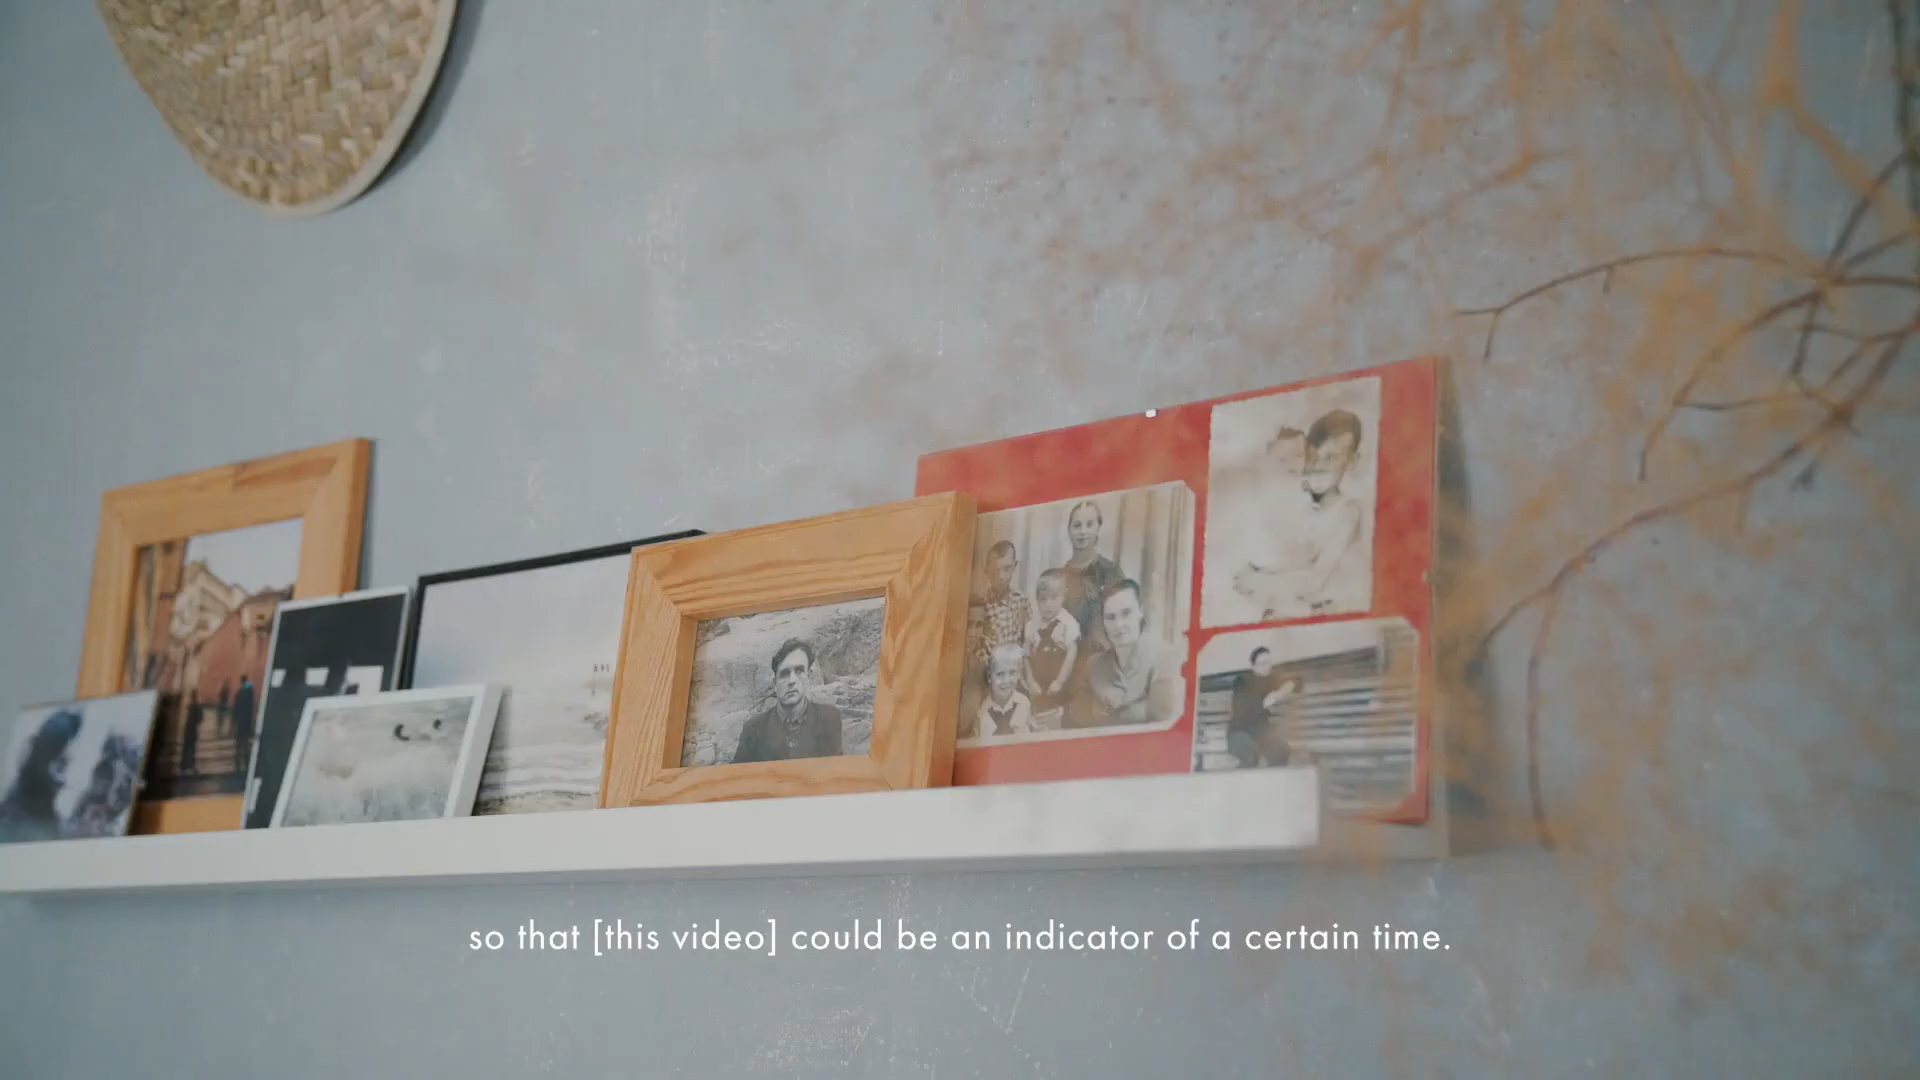 so that [this video] could be an indicator of a certain time.